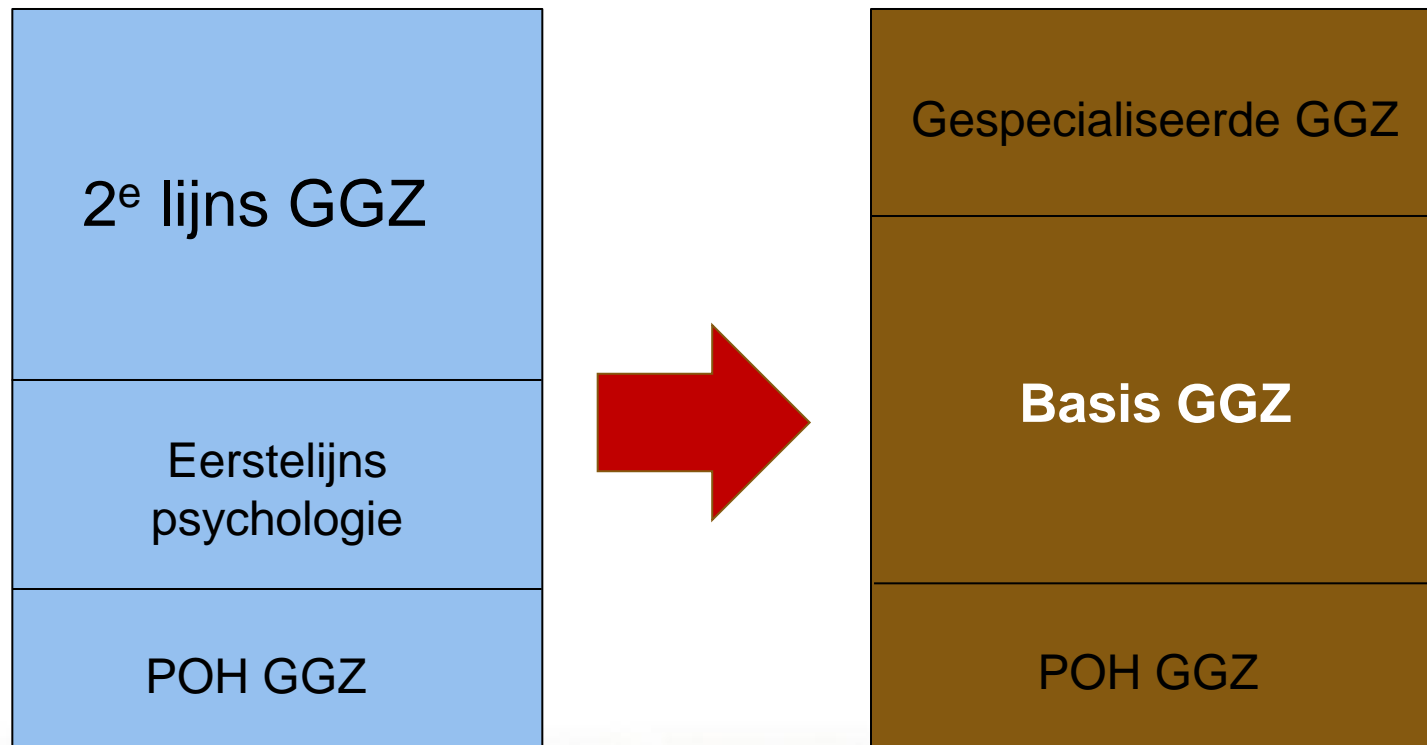 2ᵉ lijns GGZ
Eerstelijns
psychologie
POH GGZ
Gespecialiseerde GGZ
Basis GGZ
POH GGZ